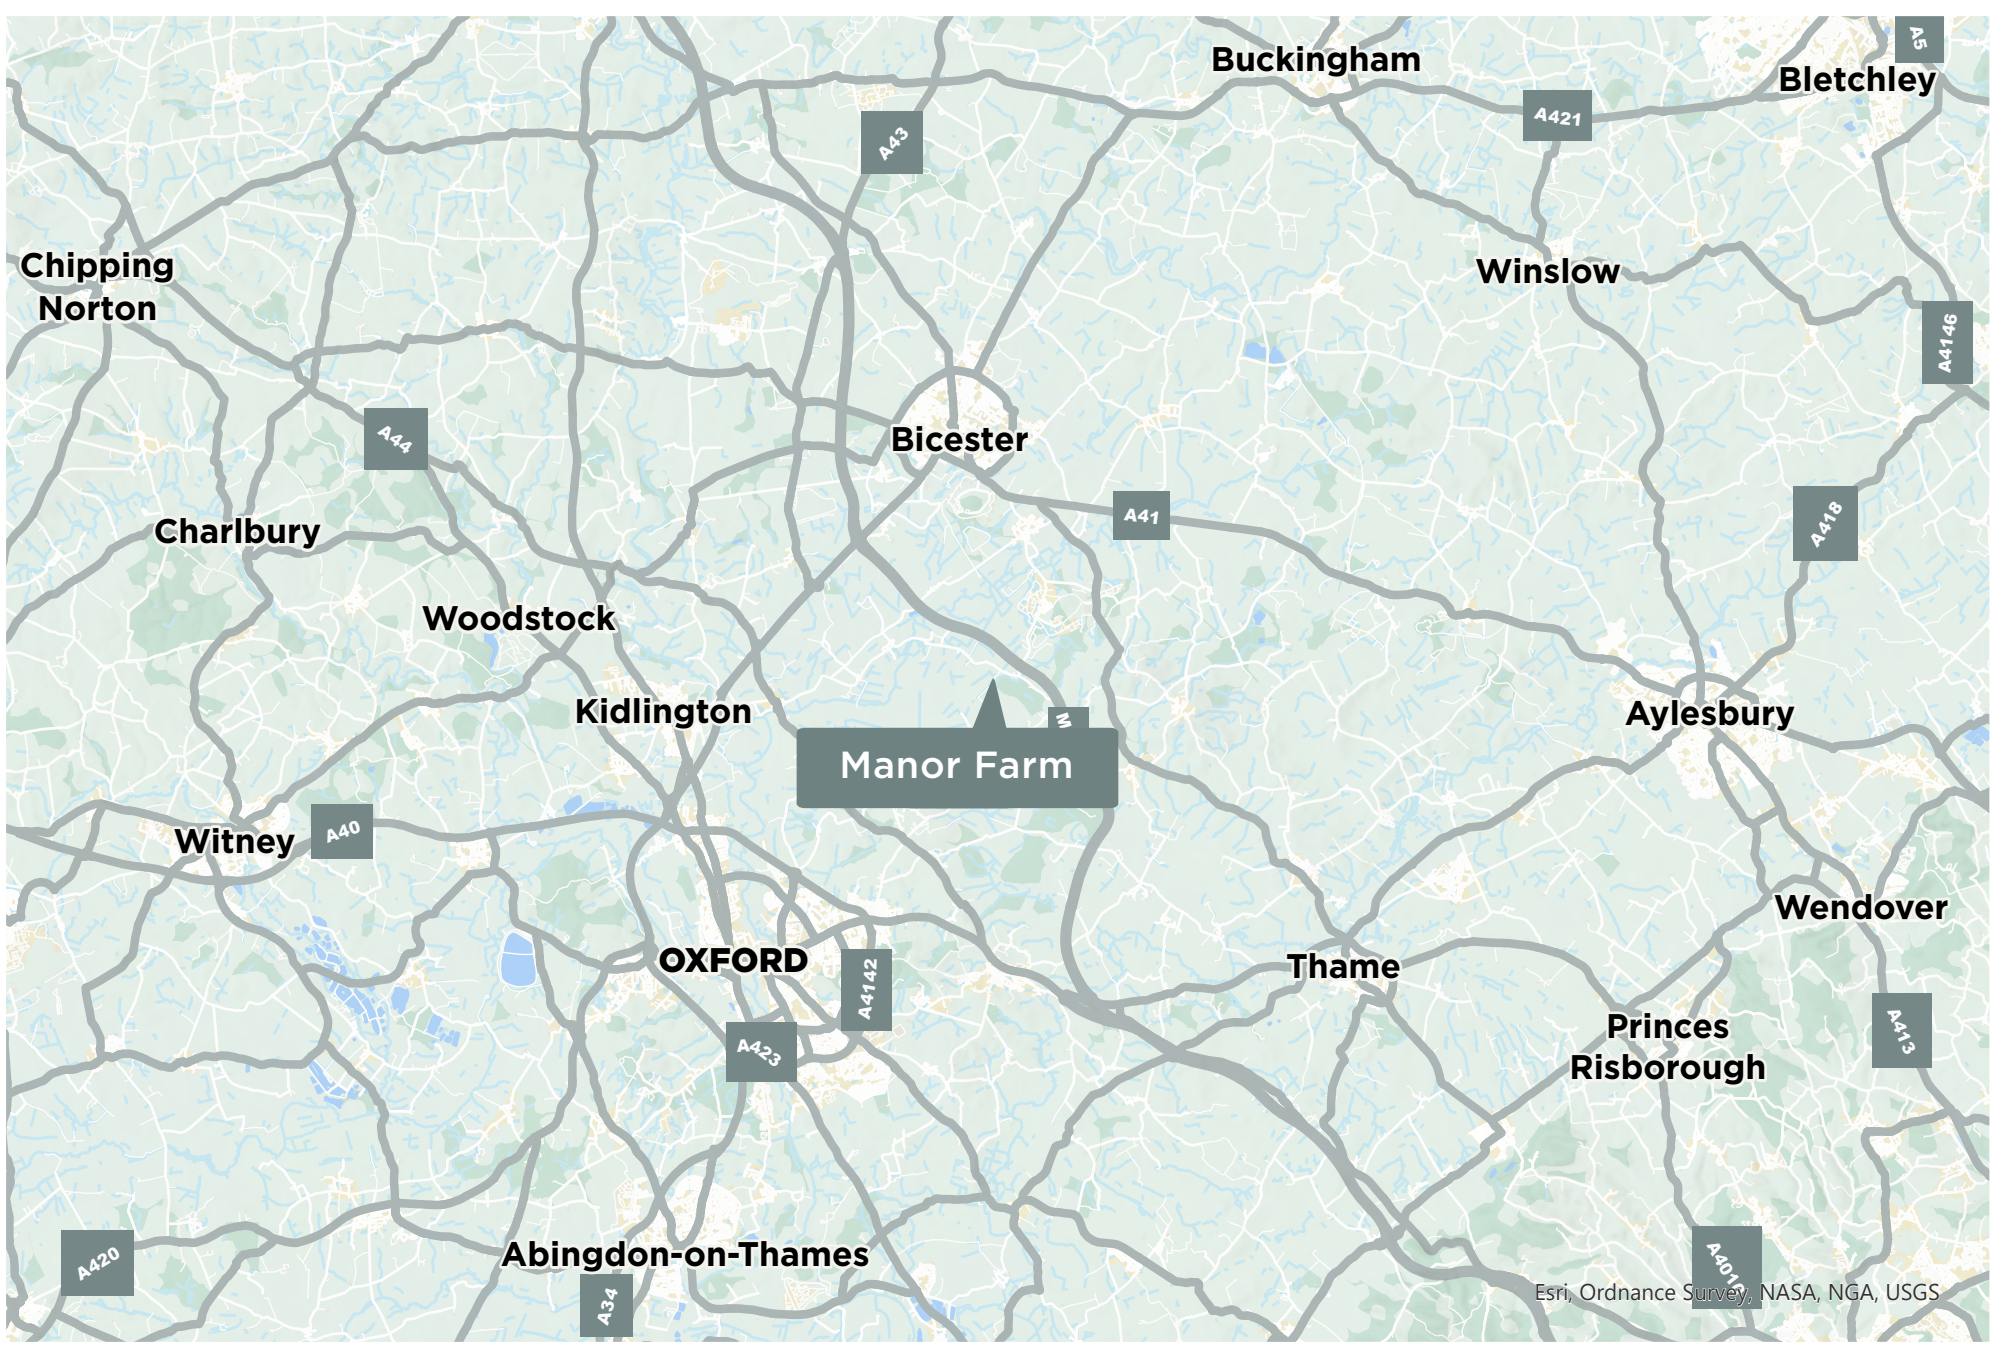 Buckingham
A5
Bletchley
A421
A43
Chipping
Norton
Winslow
A4146
A44
Bicester
A41
A418
Charlbury
Woodstock
Kidlington
M
Aylesbury
Manor Farm
Witney
A40
Wendover
OXFORD
Thame
A4142
A423
Princes
Risborough
A413
Abingdon-on-Thames
A420
A34
Esri, Ordnance Survey, NASA, NGA, USGS